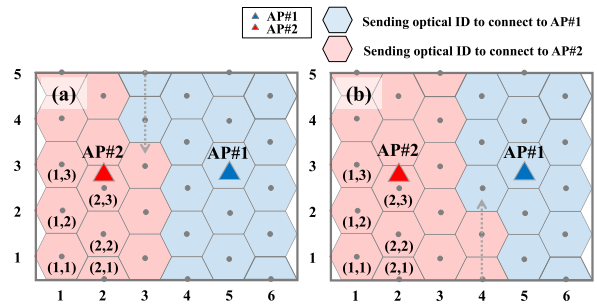 AP#1
AP#2
Sending optical ID to connect to AP#1
Sending optical ID to connect to AP#2
5
4
3
2
1
(a)
AP#2
AP#1
(1,3)
(2,3)
(1,2)
(2,2)
(1,1)
(2,1)
1 2 3 4 5 6
5
4
3
2
1
(b)
AP#2
AP#1
(1,3)
(2,3)
(1,2)
(2,2)
(1,1)
(2,1)
1 2 3 4 5 6